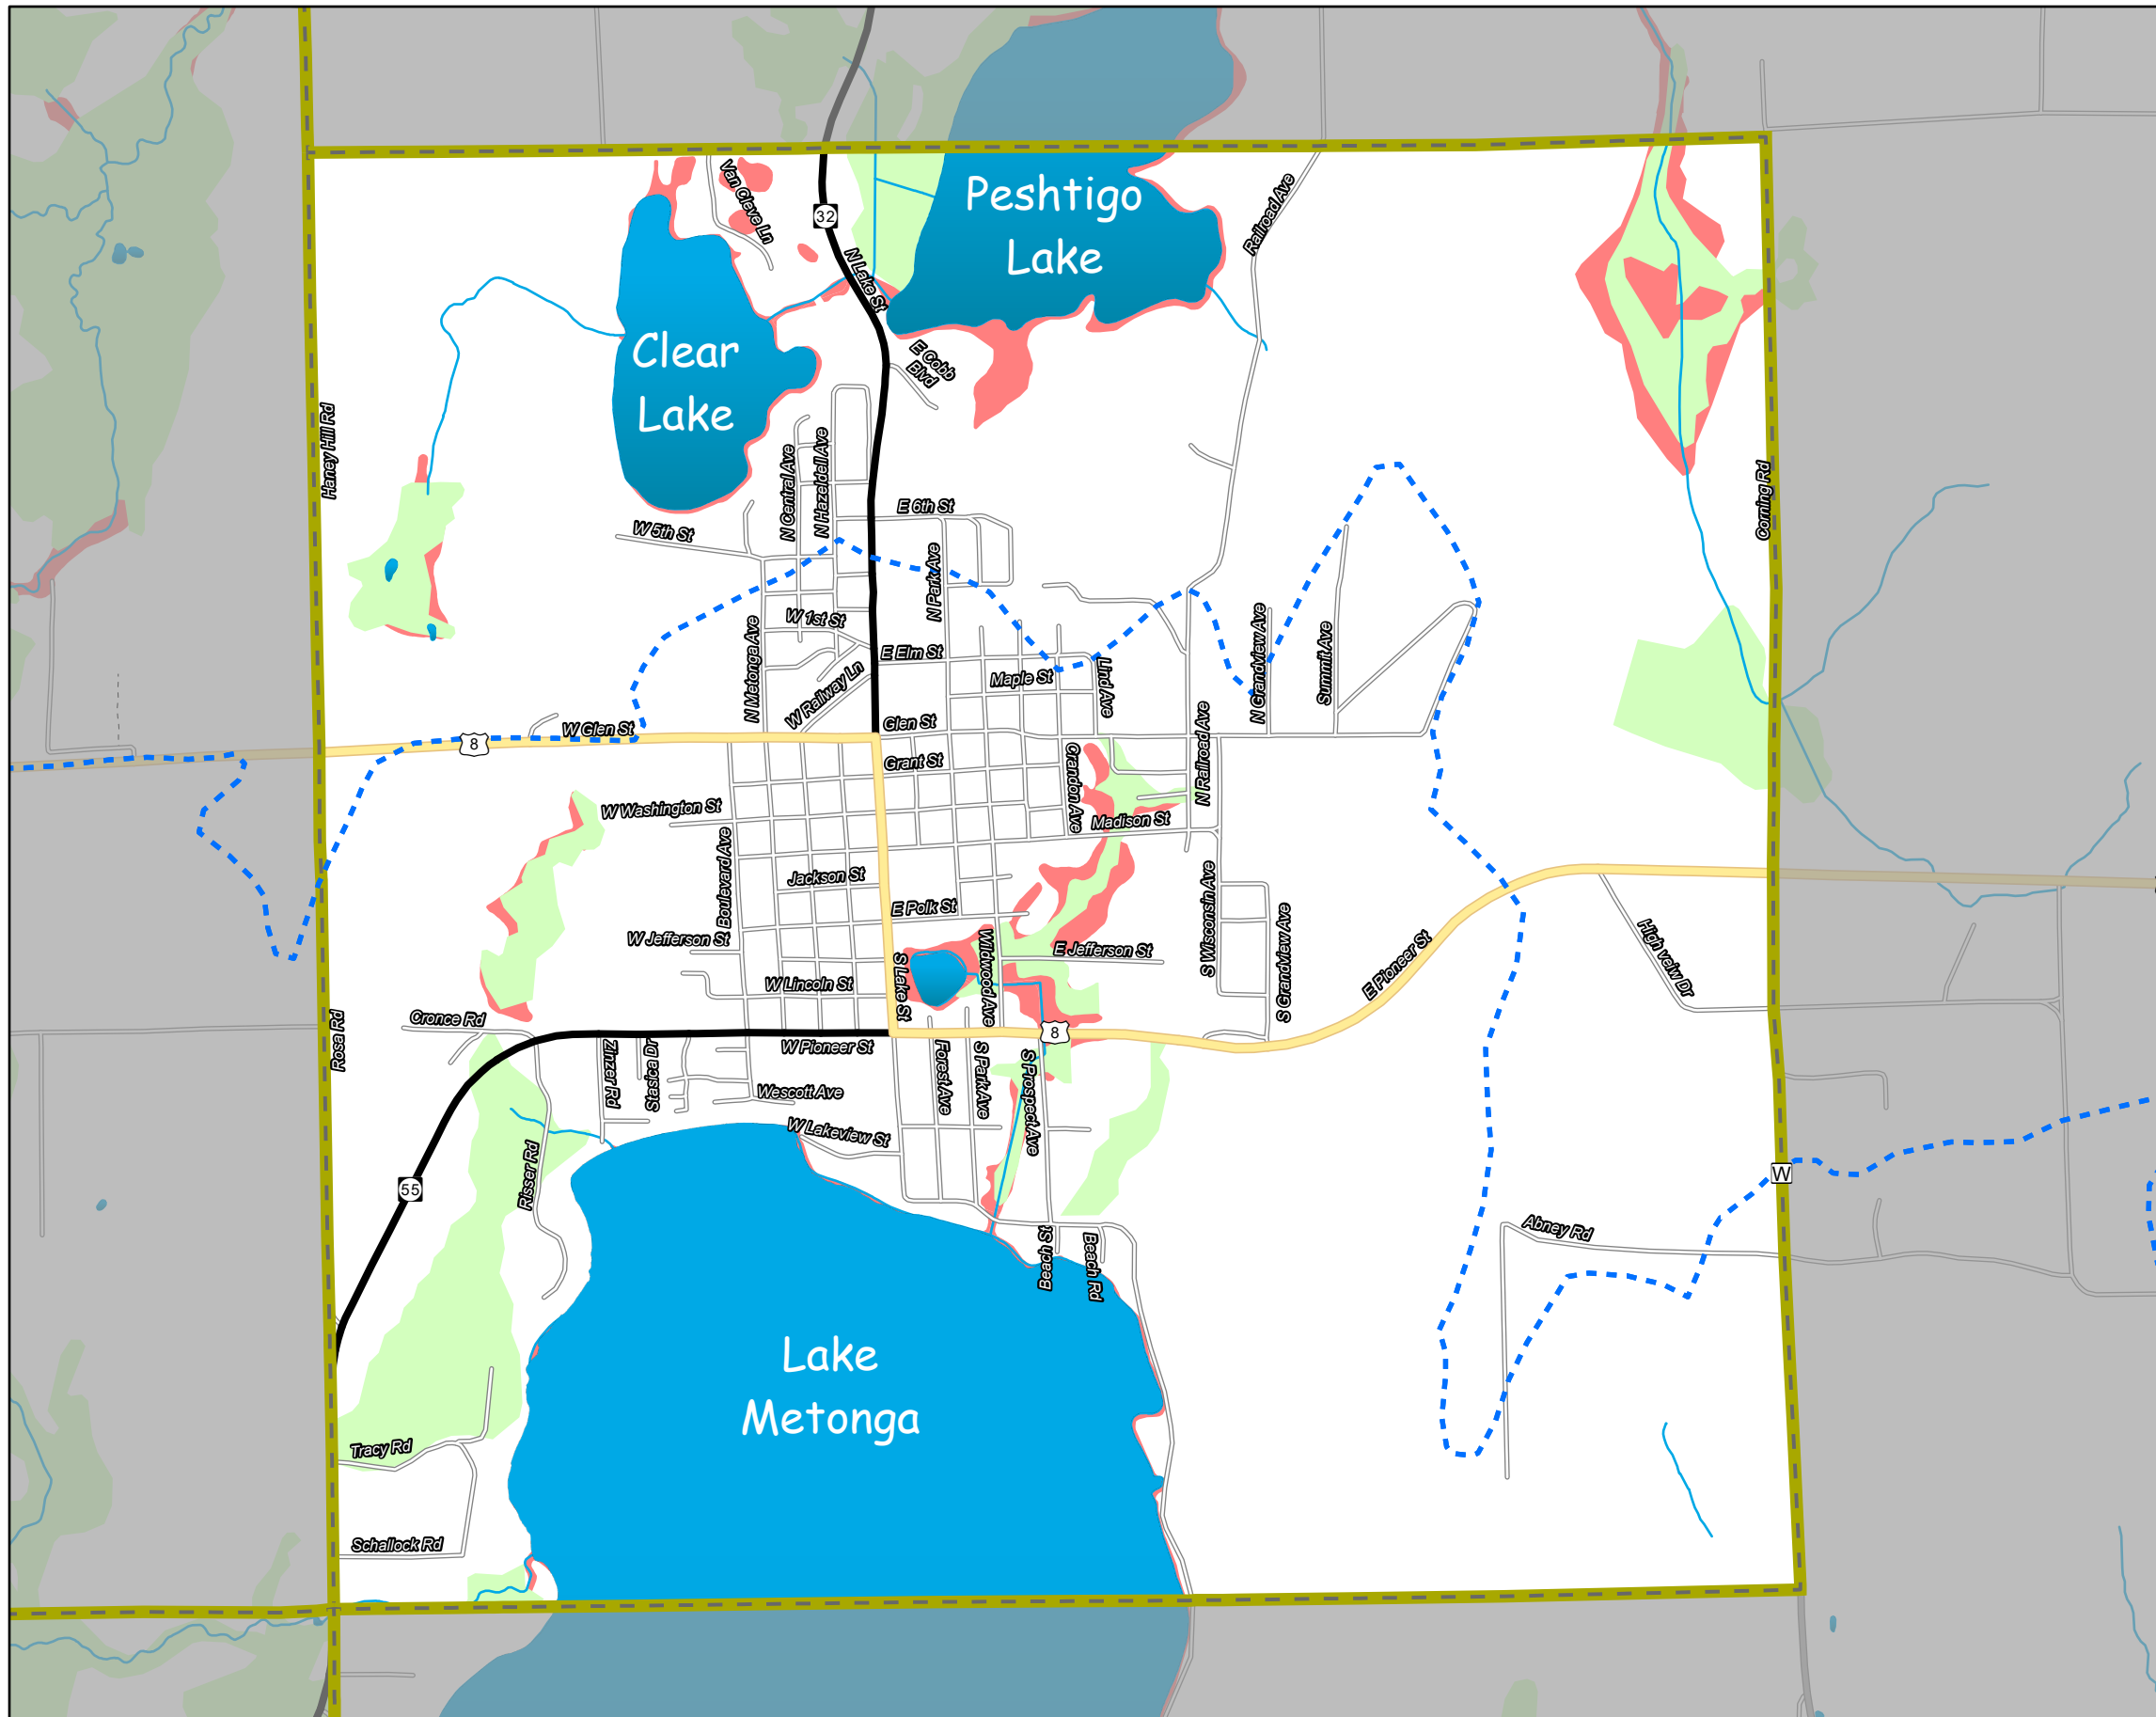 Peshtigo
Lake
Van Cleve Ln
32
Railroad Ave
N Lake St
Clear
Lake
E Cobb
Blvd
Haney Hill Rd
N Central Ave
N Hazeldell Ave
Corning Rd
E 6th St
W 5th St
N Park Ave
W 1st St
N Metonga Ave
E Elm St
Maple St
Lind Ave
N Grandview Ave
Summit Ave
W Railway Ln
W Glen St
8
Glen St
Grant St
Crandon Ave
N Railroad Ave
W Washington St
Madison St
Boulevard Ave
Jackson St
S Wisconsin Ave
E Polk St
S Grandview Ave
W Jefferson St
Wildwood Ave
E Jefferson St
E Pioneer St
High veiw Dr
W Lincoln St
S Lake St
Cronce Rd
Rosa Rd
8
W Pioneer St
Zinzer Rd
Stasica Dr
Forest Ave
S Park Ave
S Prospect Ave
Wescott Ave
W Lakeview St
Risser Rd
55
W
Abney Rd
Beach St
Beach Rd
Lake
Metonga
Tracy Rd
Schallock Rd